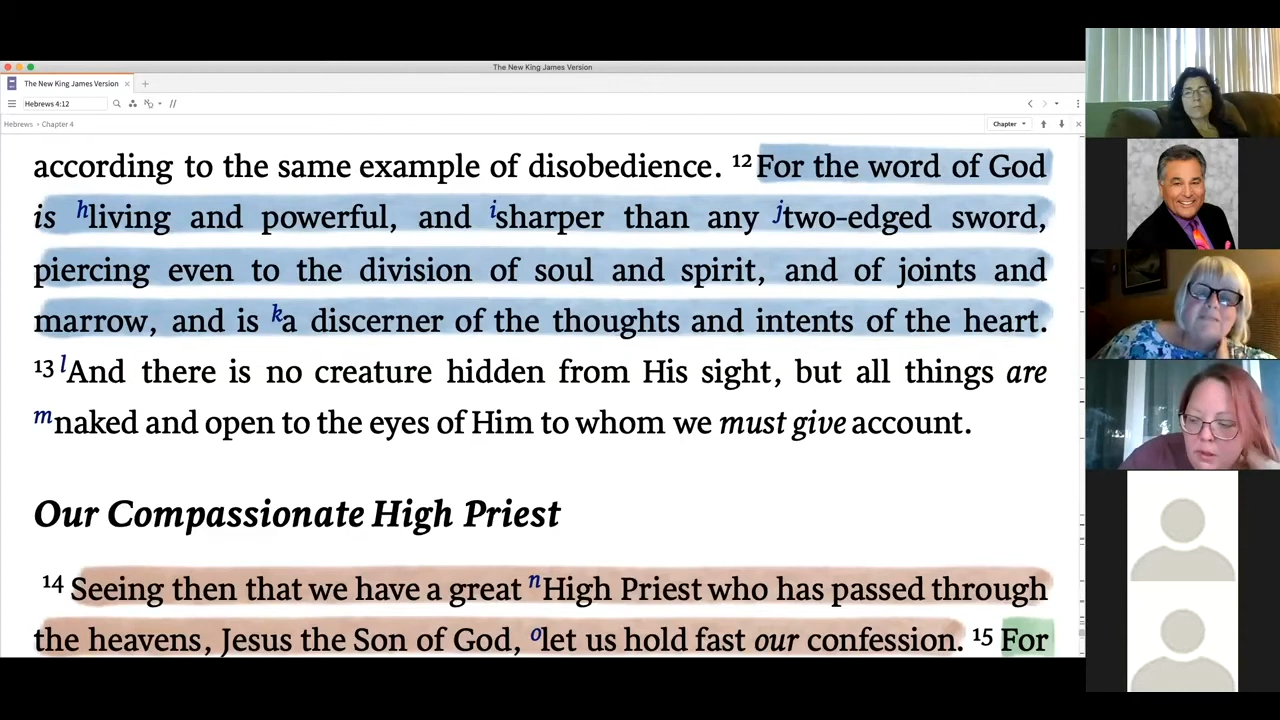 The New King James Version
The New King James Version
Hebrews 4:12
Hebrews › Chapter 4
Chapter
according to the same example of disobedience. 12 For the word of God
is hliving and powerful, and isharper than any jtwo-edged sword,
piercing even to the division of soul and spirit, and of joints and
marrow, and is ka discerner of the thoughts and intents of the heart.
13 lAnd there is no creature hidden from His sight, but all things are
mnaked and open to the eyes of Him to whom we must give account.
Our Compassionate High Priest
14 Seeing then that we have a great nHigh Priest who has passed through
the heavens, Jesus the Son of God, olet us hold fast our confession. 15 For